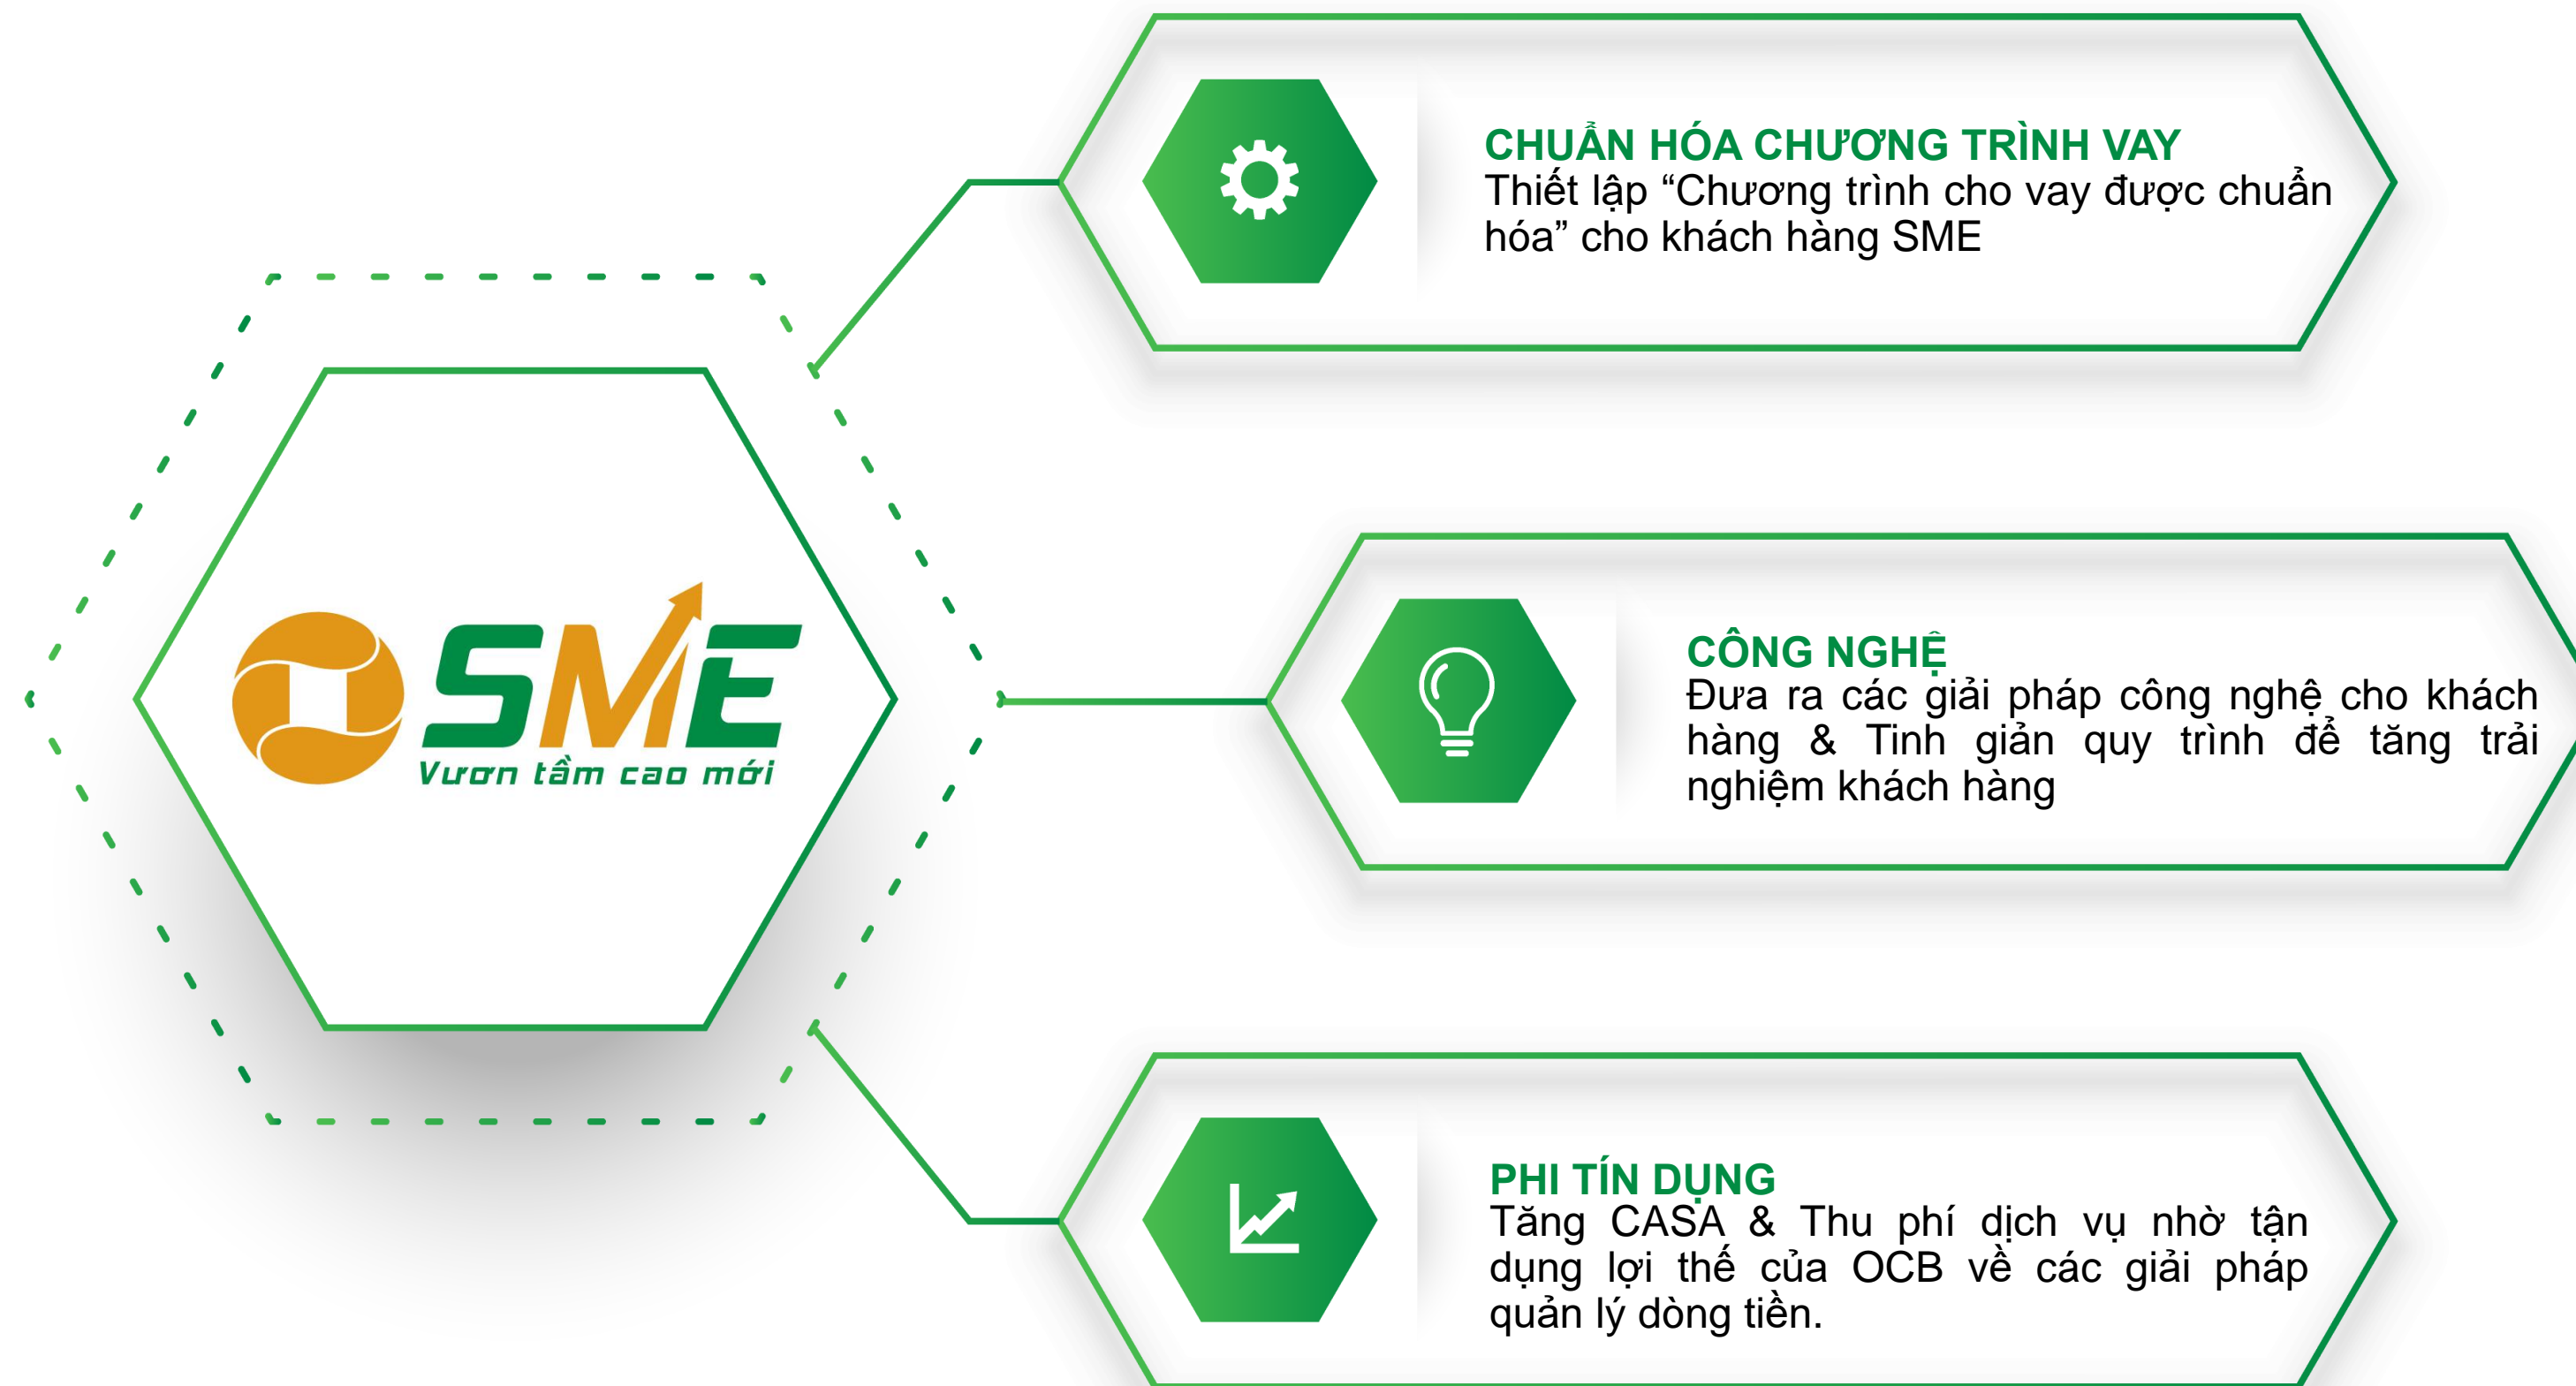 SME
Vươn tầm cao mới
CHUẨN HÓA CHƯƠNG TRÌNH VAY
Thiết lập “Chương trình cho vay được chuẩn
hóa” cho khách hàng SME
CÔNG NGHỆ
Đưa ra các giải pháp công nghệ cho khách
hàng & Tinh giản quy trình để tăng trải
nghiệm khách hàng
PHI TÍN DỤNG
Tăng CASA & Thu phí dịch vụ nhờ tận
dụng lợi thế của OCB về các giải pháp
quản lý dòng tiền.